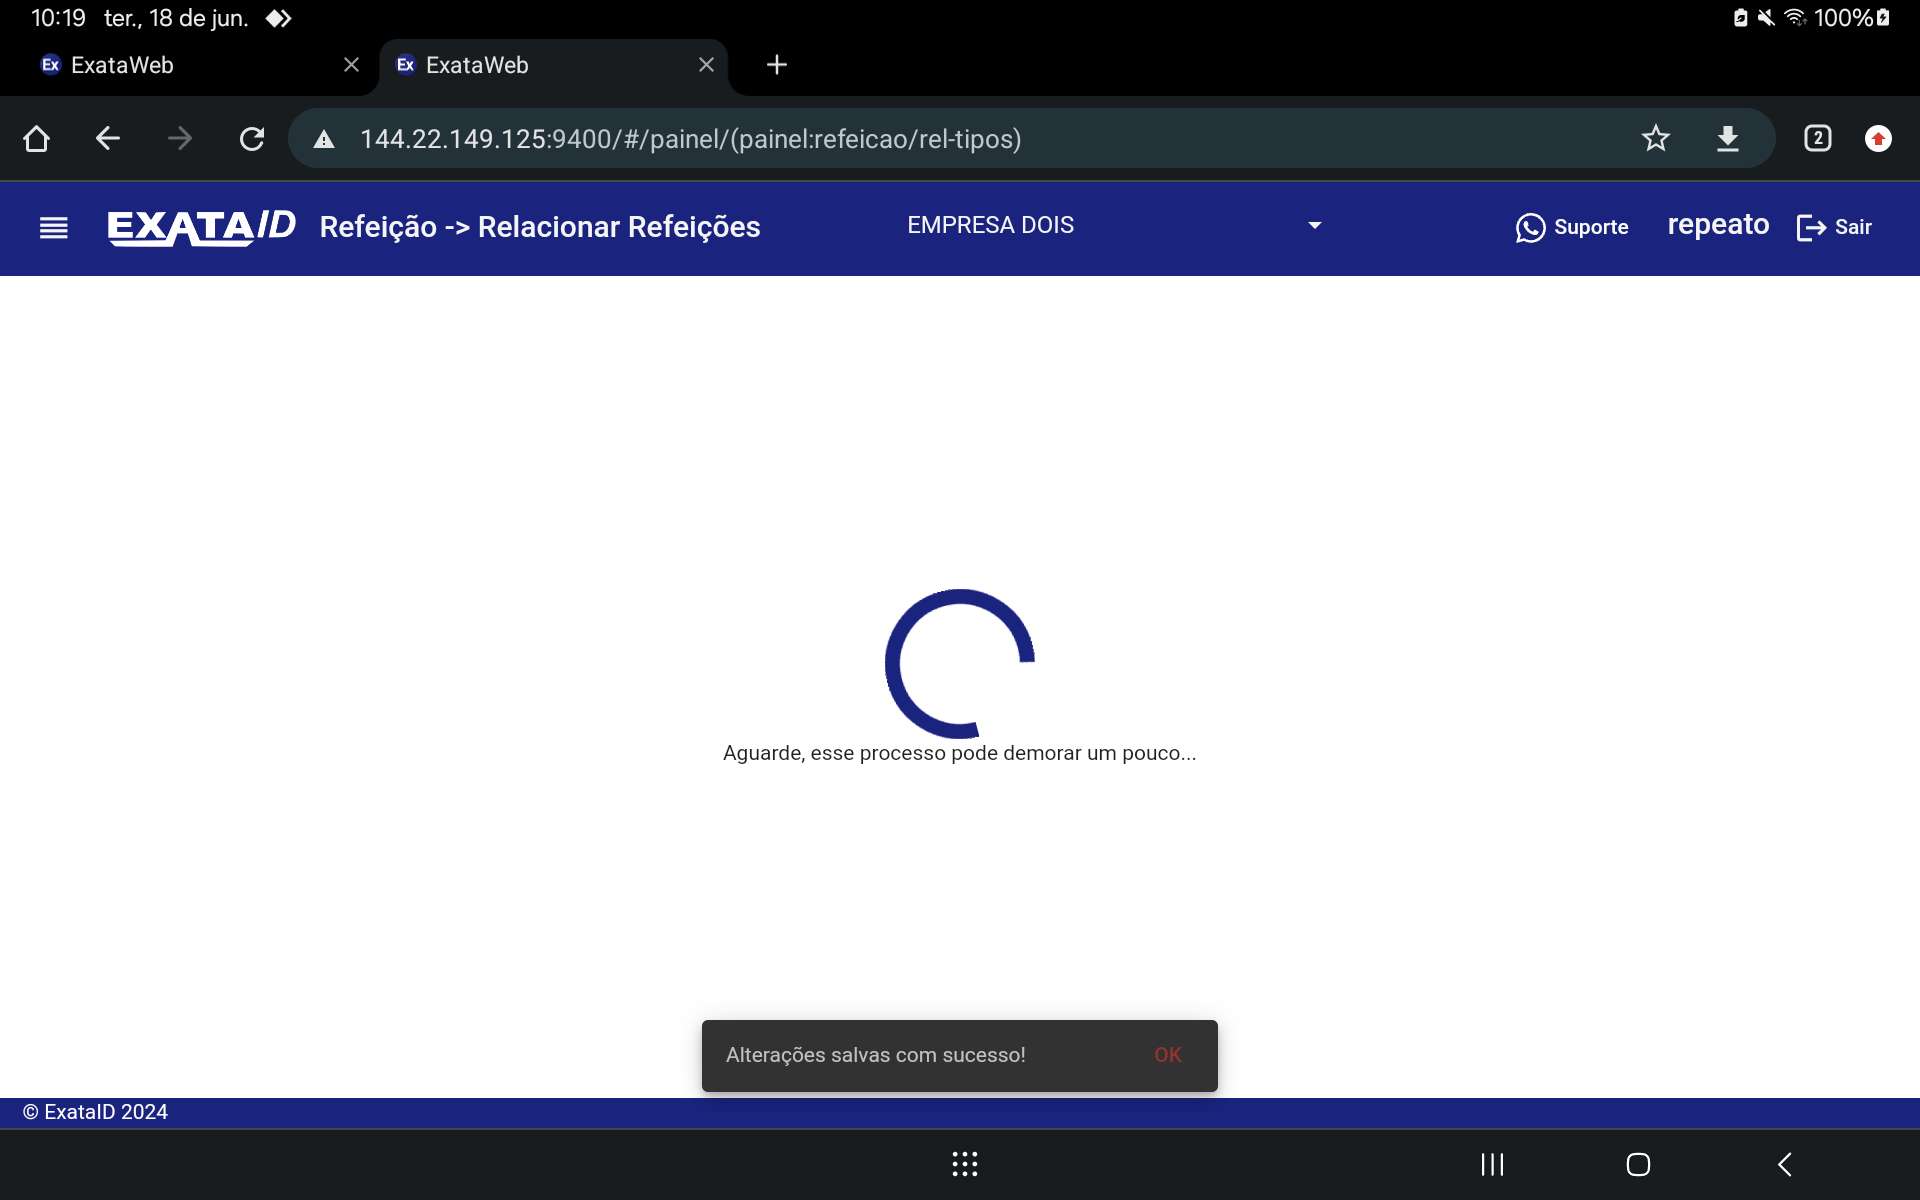 10:19 ter., 18 de jun. 100%
Ex ExataWeb
Ex ExataWeb
144.22.149.125:9400/#/painel/(painel:refeicao/rel-tipos)
2
EXATAID Refeição -> Relacionar Refeições EMPRESA DOIS Suporte repeato Sair
Aguarde, esse processo pode demorar um pouco...
Alterações salvas com sucesso! OK
© ExataID 2024